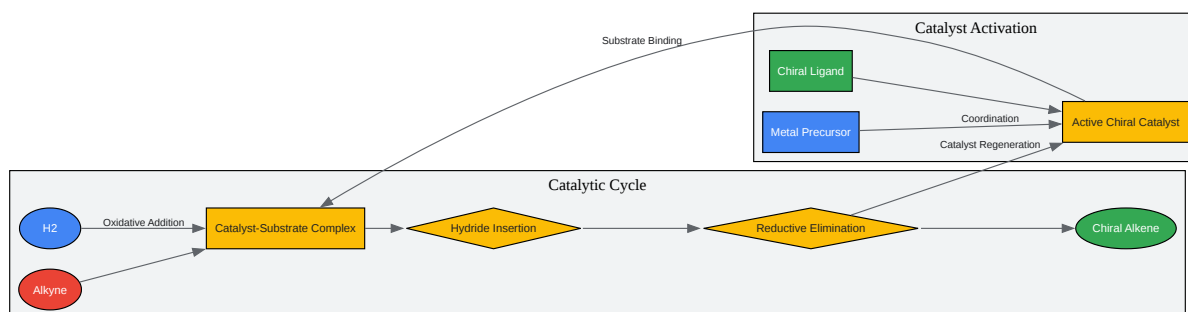 Catalyst Activation
Substrate Binding
Chiral Ligand
Coordination
Active Chiral Catalyst
Metal Precursor
Catalyst Regeneration
Catalytic Cycle
H2
Oxidative Addition
Catalyst-Substrate Complex
Hydride Insertion
Reductive Elimination
Chiral Alkene
Alkyne